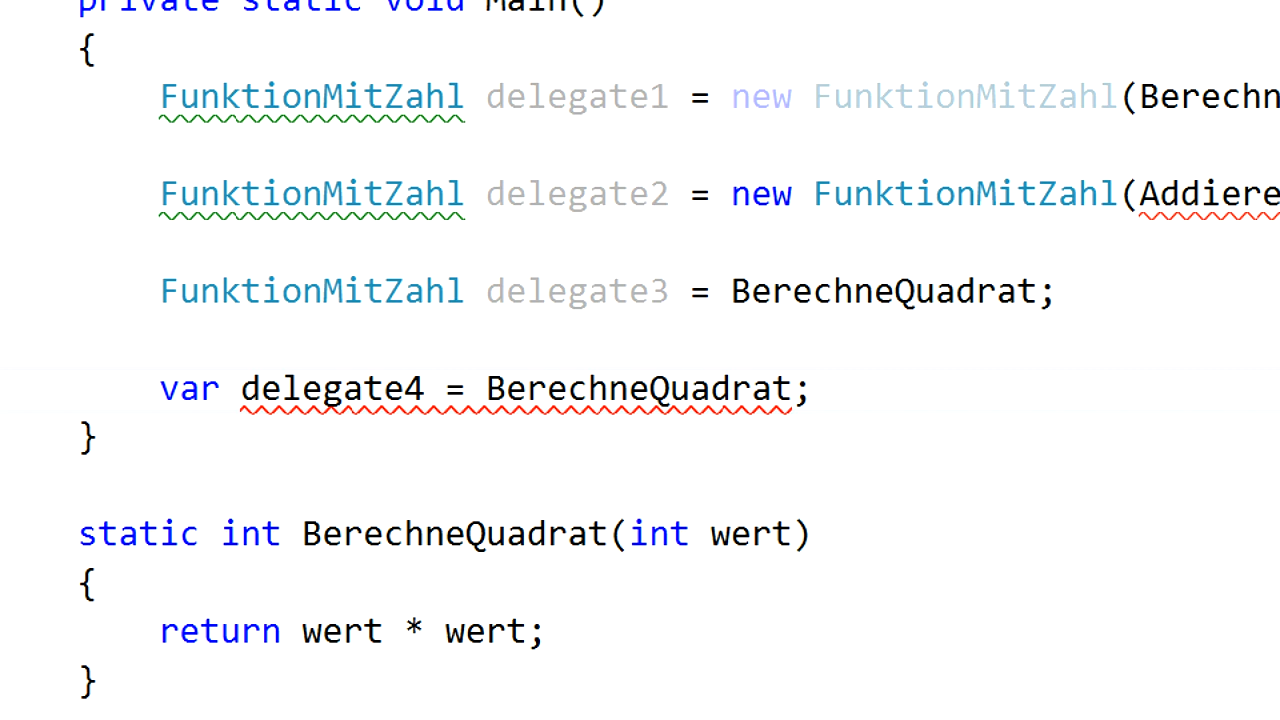 private static void Main()
{
FunktionMitZahl delegate1 = new FunktionMitZahl(Berechn
FunktionMitZahl delegate2 = new FunktionMitZahl(Addiere
FunktionMitZahl delegate3 = BerechneQuadrat;
var delegate4 = BerechneQuadrat;
}
static int BerechneQuadrat(int wert)
{
return wert * wert;
}